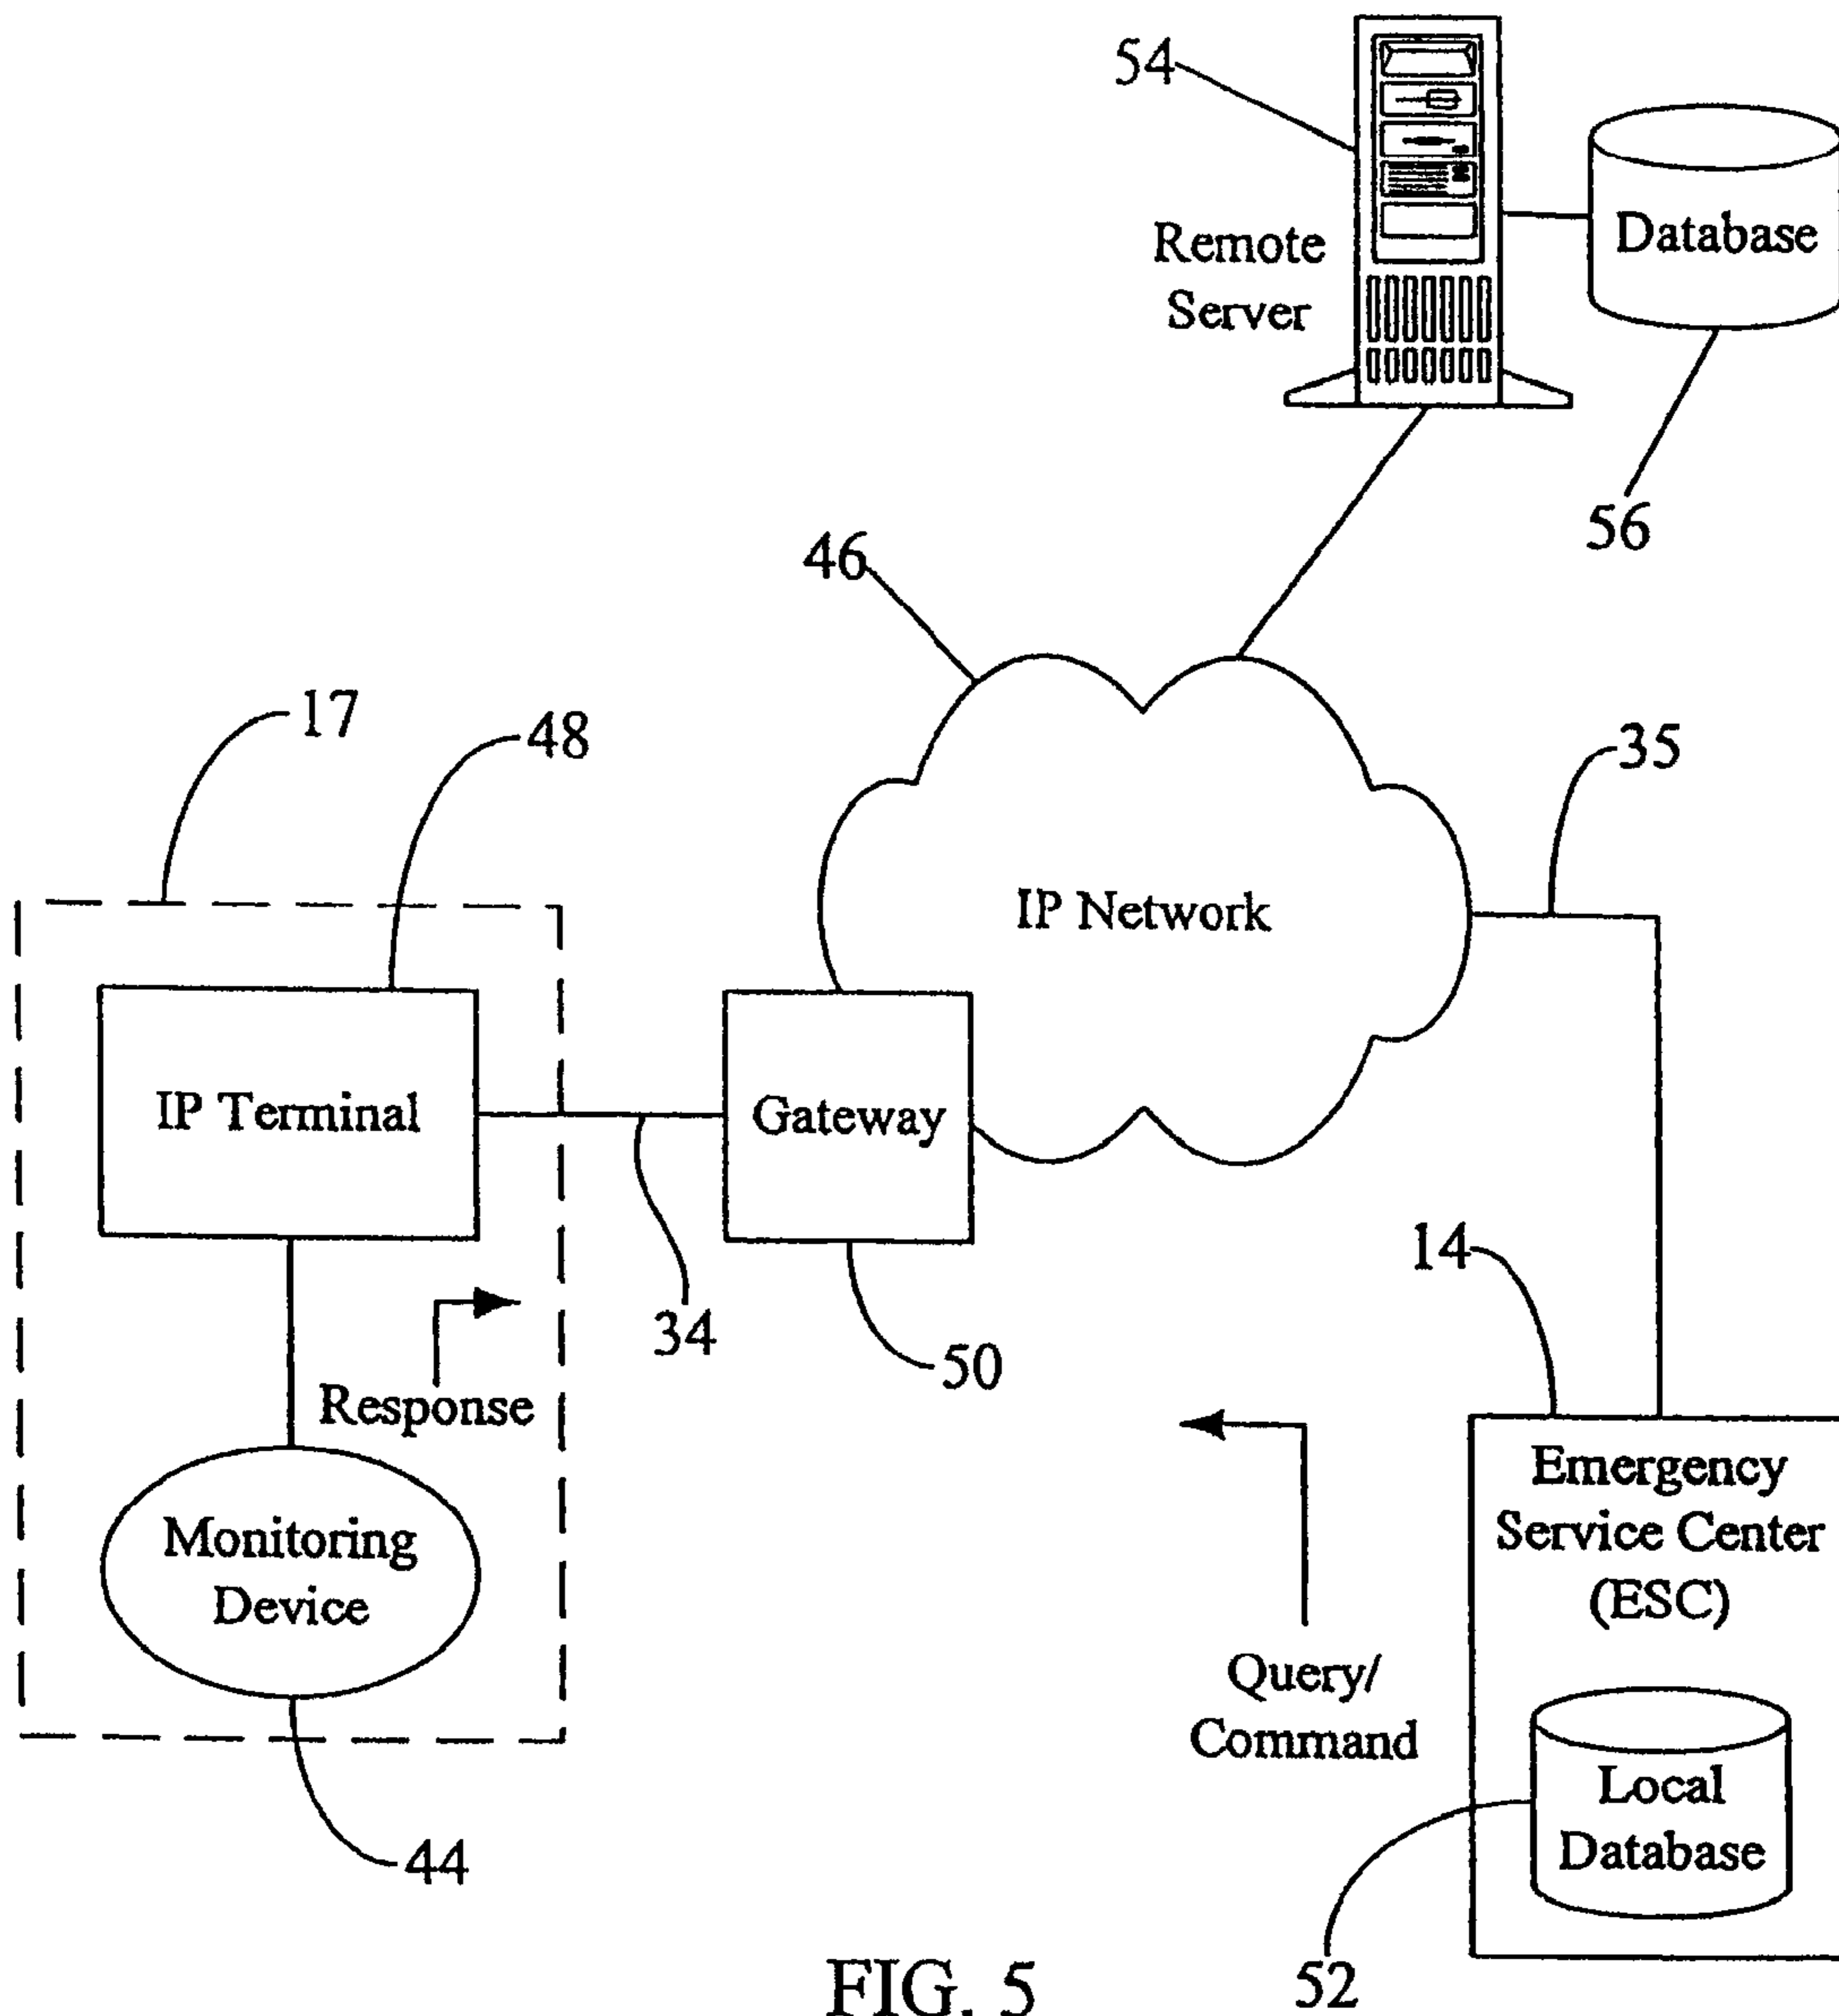 54
Remote
Server
Database
56
46
17
48
35
IP Network
IP Terminal
Gateway
34
50
14
Response
Monitoring
Device
44
Query/
Command
Emergency
Service Center
(ESC)
Local
Database
52
FIG. 5